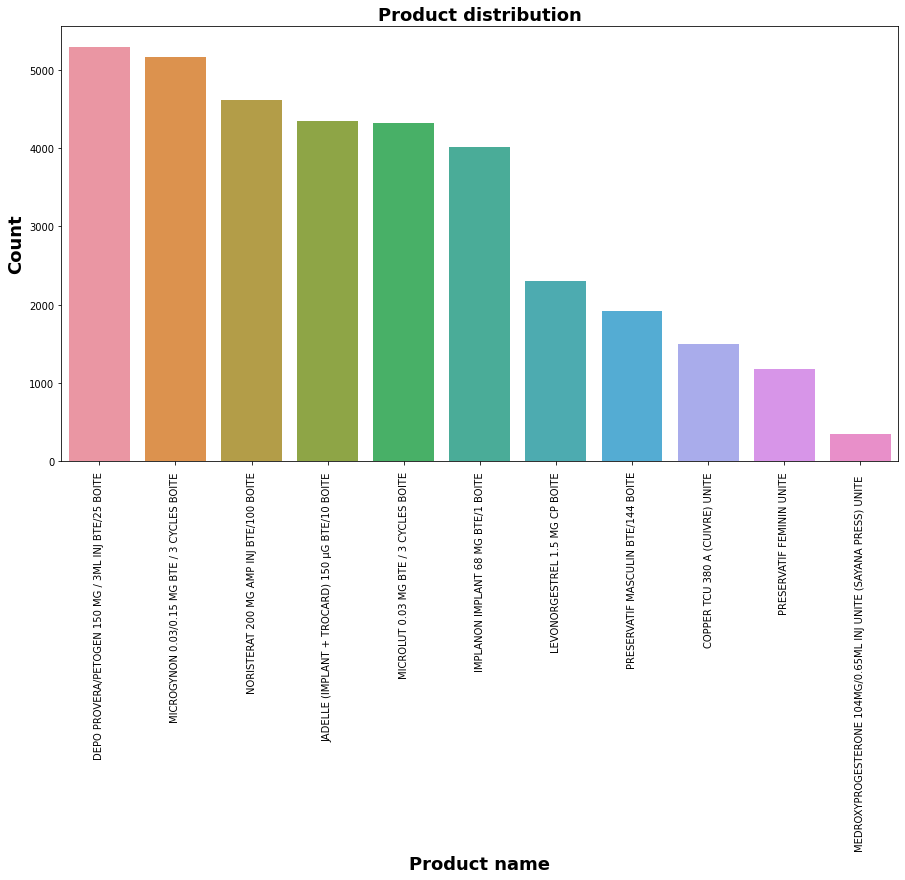 Product distribution
Count
5000
4000
3000
2000
1000
0
DEPO PROVERA/PETOGEN 150 MG / 3ML INJ BTE/25 BOITE
MICROGYNON 0.03/0.15 MG BTE / 3 CYCLES BOITE
NORISTERAT 200 MG AMP INJ BTE/100 BOITE
JADELLE (IMPLANT + TROCARD) 150 µG BTE/10 BOITE
MICROLUT 0.03 MG BTE / 3 CYCLES BOITE
IMPLANON IMPLANT 68 MG BTE/1 BOITE
LEVONORGESTREL 1.5 MG CP BOITE
PRESERVATIF MASCULIN BTE/144 BOITE
COPPER TCU 380 A (CUIVRE) UNITE
PRESERVATIF FEMININ UNITE
MEDROXYPROGESTERONE 104MG/0.65ML INJ UNITE (SAYANA PRESS) UNITE
Product name